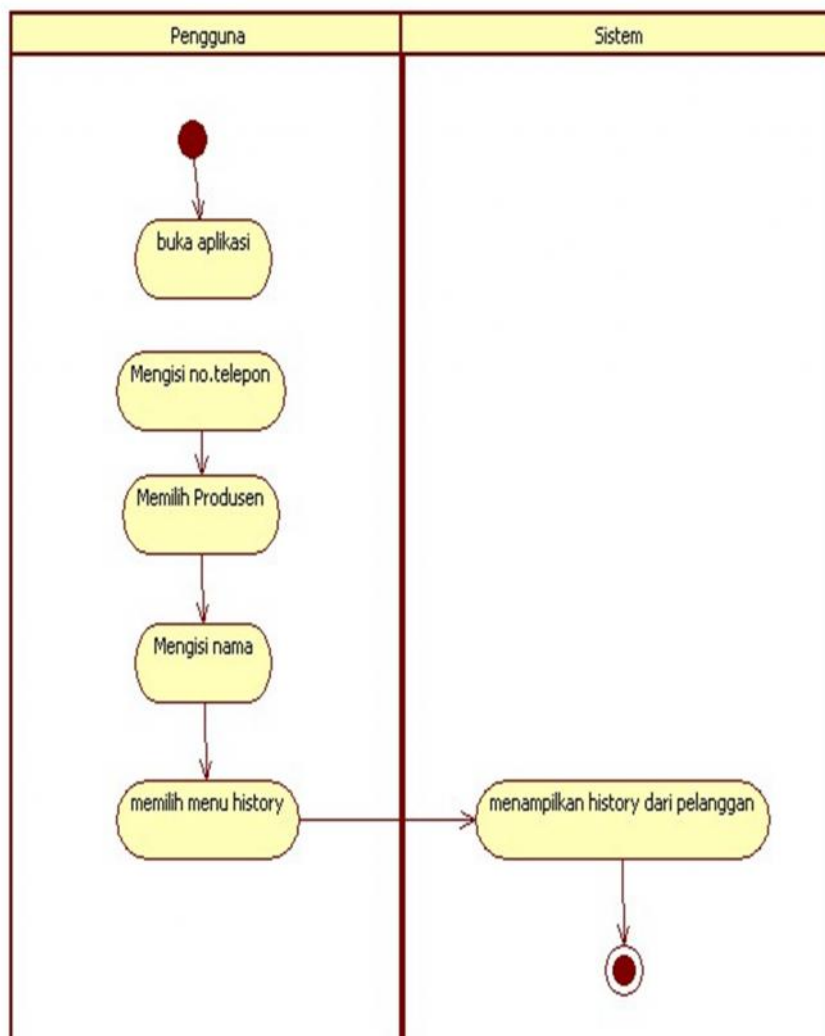 Pengguna
Sistem
buka aplikasi
Mengisi no.telepon
Memilih Produsen
Mengisi nama
memilih menu history
menampilkan history dari pelanggan